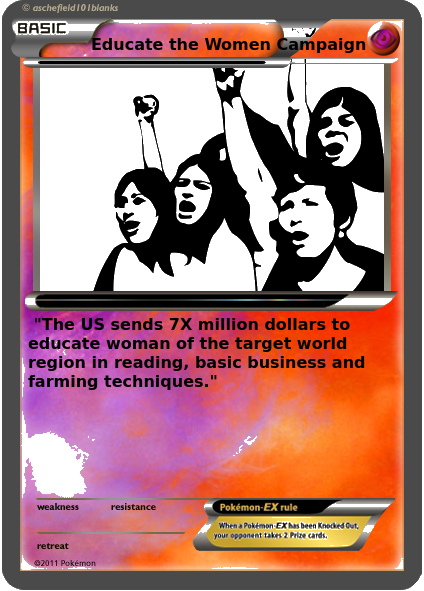 © aschefield101blanks
BASIC
Educate the Women Campaign
"The US sends 7X million dollars to
educate woman of the target world
region in reading, basic business and
farming techniques."
weakness resistance
retreat
Pokémon-EX rule
When a Pokémon-EX has been Knocked Out,
your opponent takes 2 Prize cards.
©2011 Pokémon